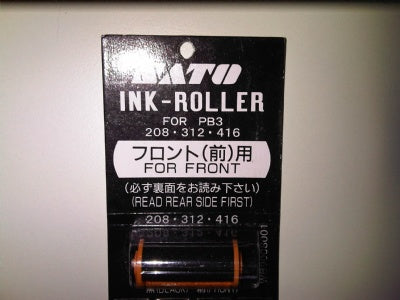 SATO
INK-ROLLER
FOR PB3
208・312・416
フロント(前)用
FOR FRONT
(必ず裏面をお読み下さい)
(READ REAR SIDE FIRST)
208・312・416